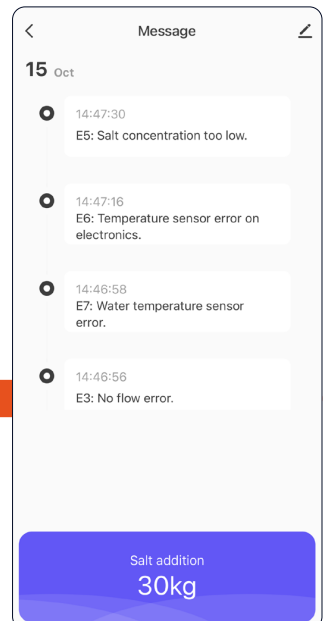 Message
15 Oct
14:47:30
E5: Salt concentration too low.
14:47:16
E6: Temperature sensor error on
electronics.
14:46:58
E7: Water temperature sensor
error.
14:46:56
E3: No flow error.
Salt addition
30kg